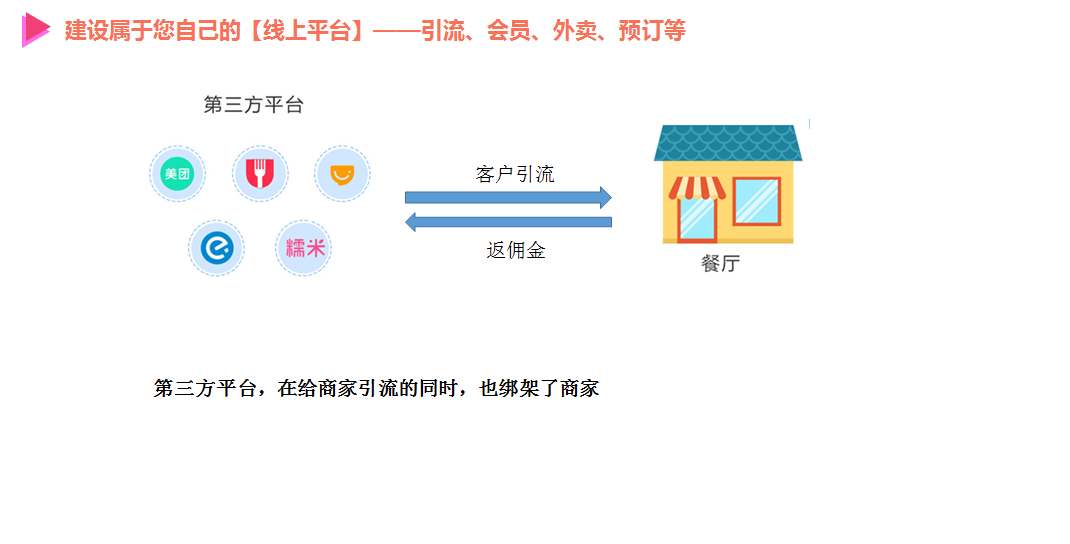 建设属于您自己的【线上平台】——引流、会员、外卖、预订等
第三方平台
美团
糯米
客户引流
返佣金
餐厅
第三方平台，在给商家引流的同时，也绑架了商家